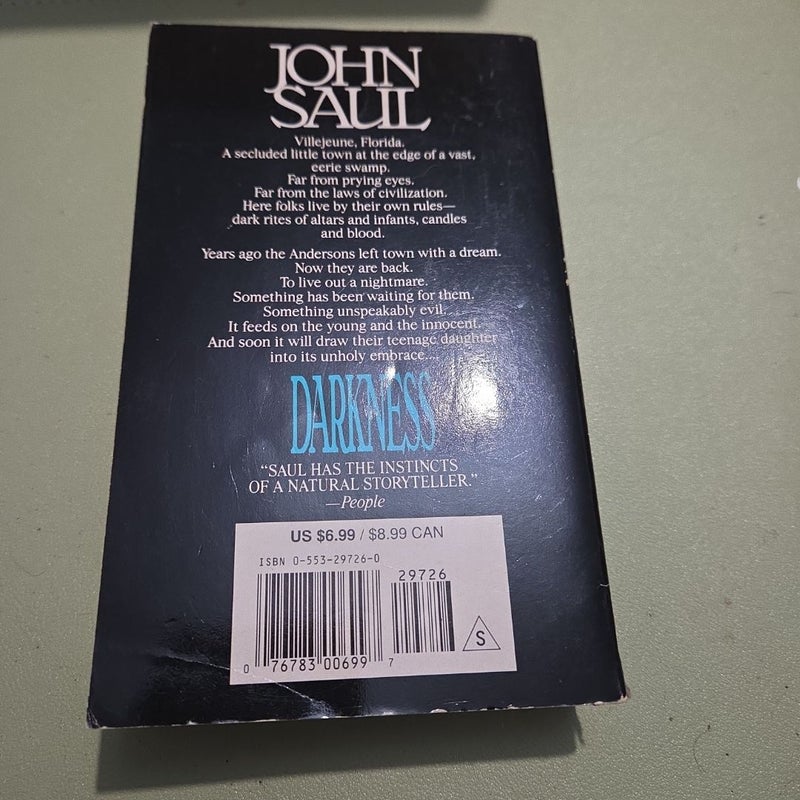 JOHN
SAUL
Villejeune, Florida.
A secluded little town at the edge of a vast,
eerie swamp.
Far from prying eyes.
Far from the laws of civilization.
Here folks live by their own rules—
dark rites of altars and infants, candles
and blood.
Years ago the Andersons left town with a dream.
Now they are back.
To live out a nightmare.
Something has been waiting for them.
Something unspeakably evil.
It feeds on the young and the innocent.
And soon it will draw their teenage daughter
into its unholy embrace....
DARKNESS
“SAUL HAS THE INSTINCTS
OF A NATURAL STORYTELLER.”
—People
US $6.99 / $8.99 CAN
ISBN 0-553-29726-0
29726
S
0 76783 00699 7